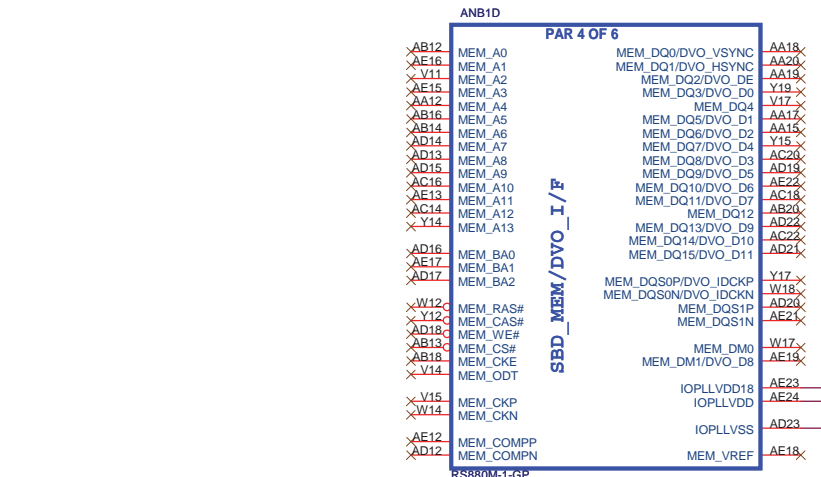 ANB1D
PAR 4 OF 6
AB12 MEM_A0 MEM_DQ0/DVO_VSYNC AA18
AE16 MEM_A1 MEM_DQ1/DVO_HSYNC AA20
V11 MEM_A2 MEM_DQ2/DVO_DE AA19
AE15 MEM_A3 MEM_DQ3/DVO_D0 Y19
AA12 MEM_A4 MEM_DQ4 V17
AB16 MEM_A5 MEM_DQ5/DVO_D1 AA17
AB14 MEM_A6 MEM_DQ6/DVO_D2 AA15
AD14 MEM_A7 MEM_DQ7/DVO_D4 Y15
AD13 MEM_A8 MEM_DQ8/DVO_D3 AC20
AD15 MEM_A9 MEM_DQ9/DVO_D5 AD19
AC16 MEM_A10 MEM_DQ10/DVO_D6 AE22
AE13 MEM_A11 MEM_DQ11/DVO_D7 AC18
AC14 MEM_A12 MEM_DQ12 AB20
Y14 MEM_A13 MEM_DQ13/DVO_D9 AD22
MEM_DQ14/DVO_D10 AC22
AD16 MEM_BA0 MEM_DQ15/DVO_D11 AD21
AE17 MEM_BA1
AD17 MEM_BA2 MEM_DQS0P/DVO_IDCKP Y17
MEM_DQS0N/DVO_IDCKN W18
W12 MEM_RAS# MEM_DQS1P AD20
Y12 MEM_CAS# MEM_DQS1N AE21
AD18 MEM_WE#
AB13 MEM_CS# MEM_DM0 W17
AB18 MEM_CKE MEM_DM1/DVO_D8 AE19
V14 MEM_ODT
IOPLLVDD18 AE23
V15 MEM_CKP IOPLLVDD AE24
W14 MEM_CKN
IOPLLVSS AD23
AE12 MEM_COMPP
AD12 MEM_COMPN MEM_VREF AE18
SBD_MEM/DVO_I/F
RS880M-1-GP